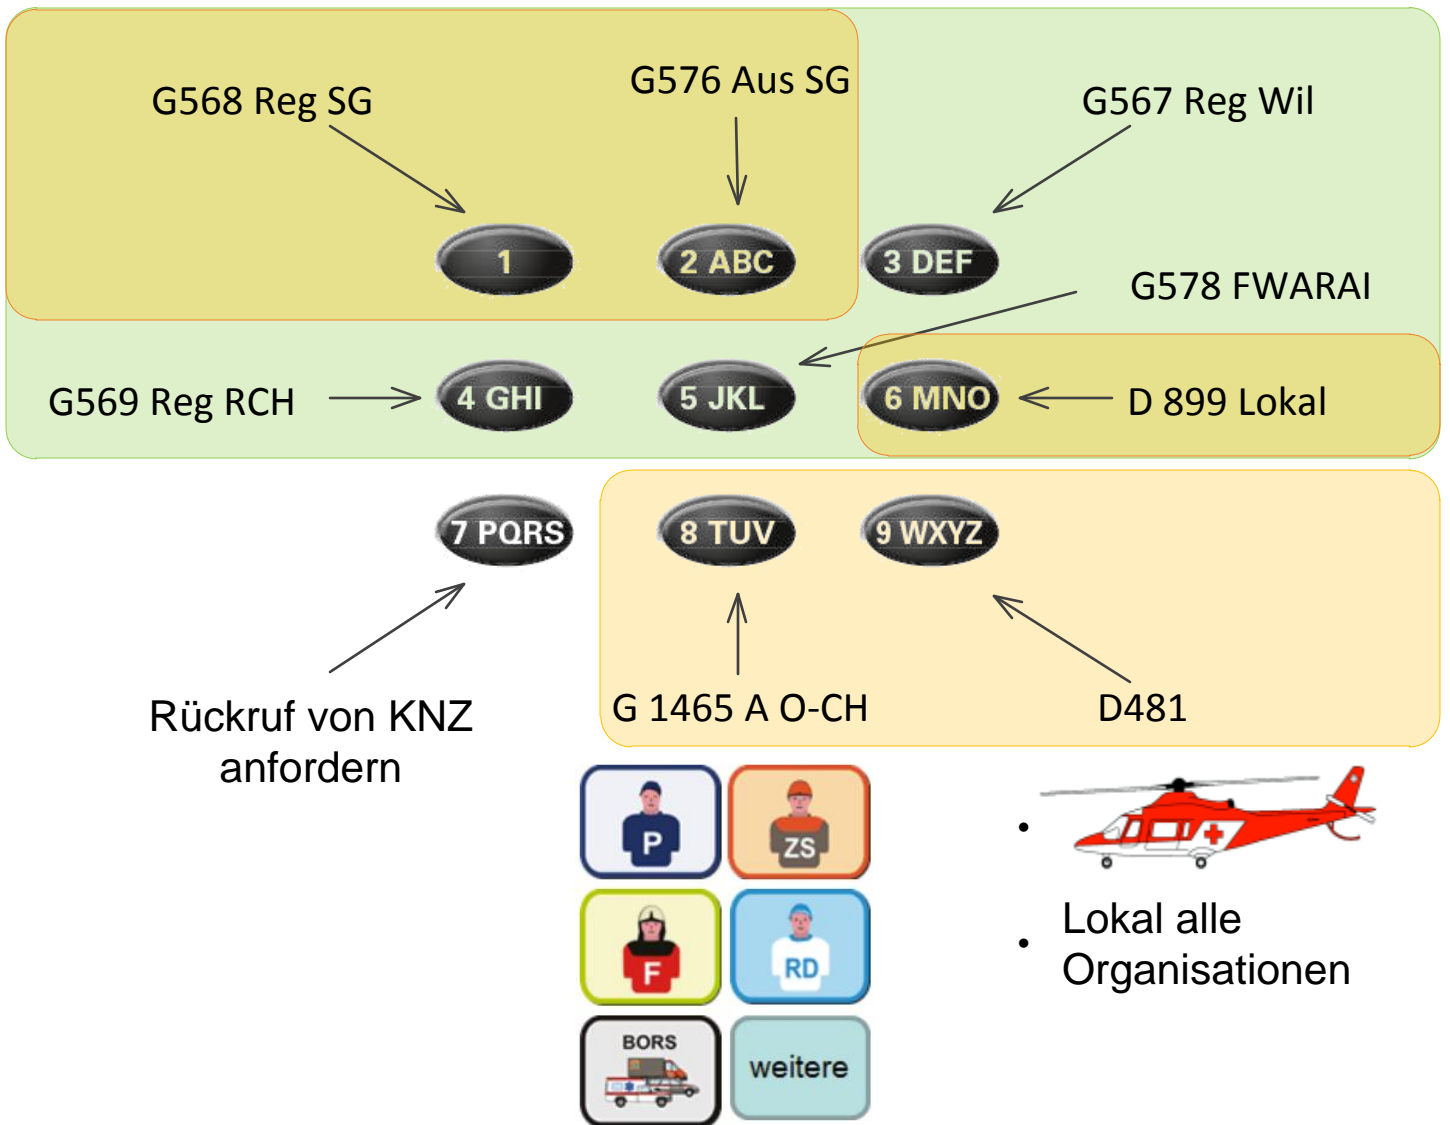 G576 Aus SG
G568 Reg SG
G567 Reg Wil
1
2 ABC
3 DEF
G578 FWARAI
G569 Reg RCH
4 GHI
5 JKL
6 MNO
D 899 Lokal
7 PQRS
8 TUV
9 WXYZ
Rückruf von KNZ
anfordern
G 1465 A O-CH
D481
P
ZS
F
RD
• Lokal alle
Organisationen
BORS
weitere